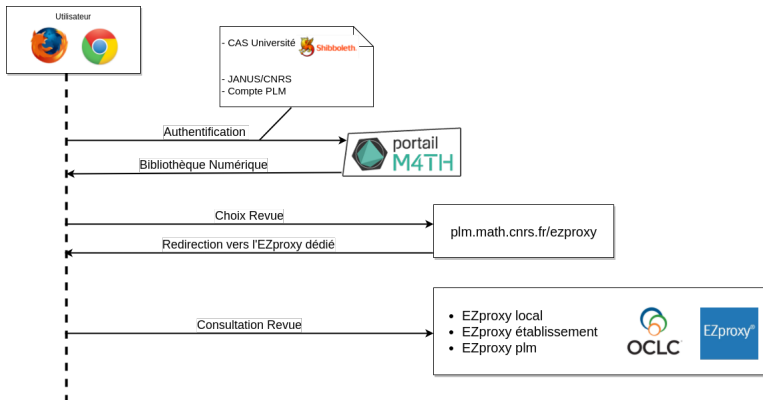 Utilisateur
- CAS Université Shibboleth.
- JANUS/CNRS
- Compte PLM
Authentification
portail
M4TH
Bibliothèque Numérique
Choix Revue
plm.math.cnrs.fr/ezproxy
Redirection vers l'EZproxy dédié
Consultation Revue
• EZproxy local
• EZproxy établissement
• EZproxy plm
OCLC
EZproxy®